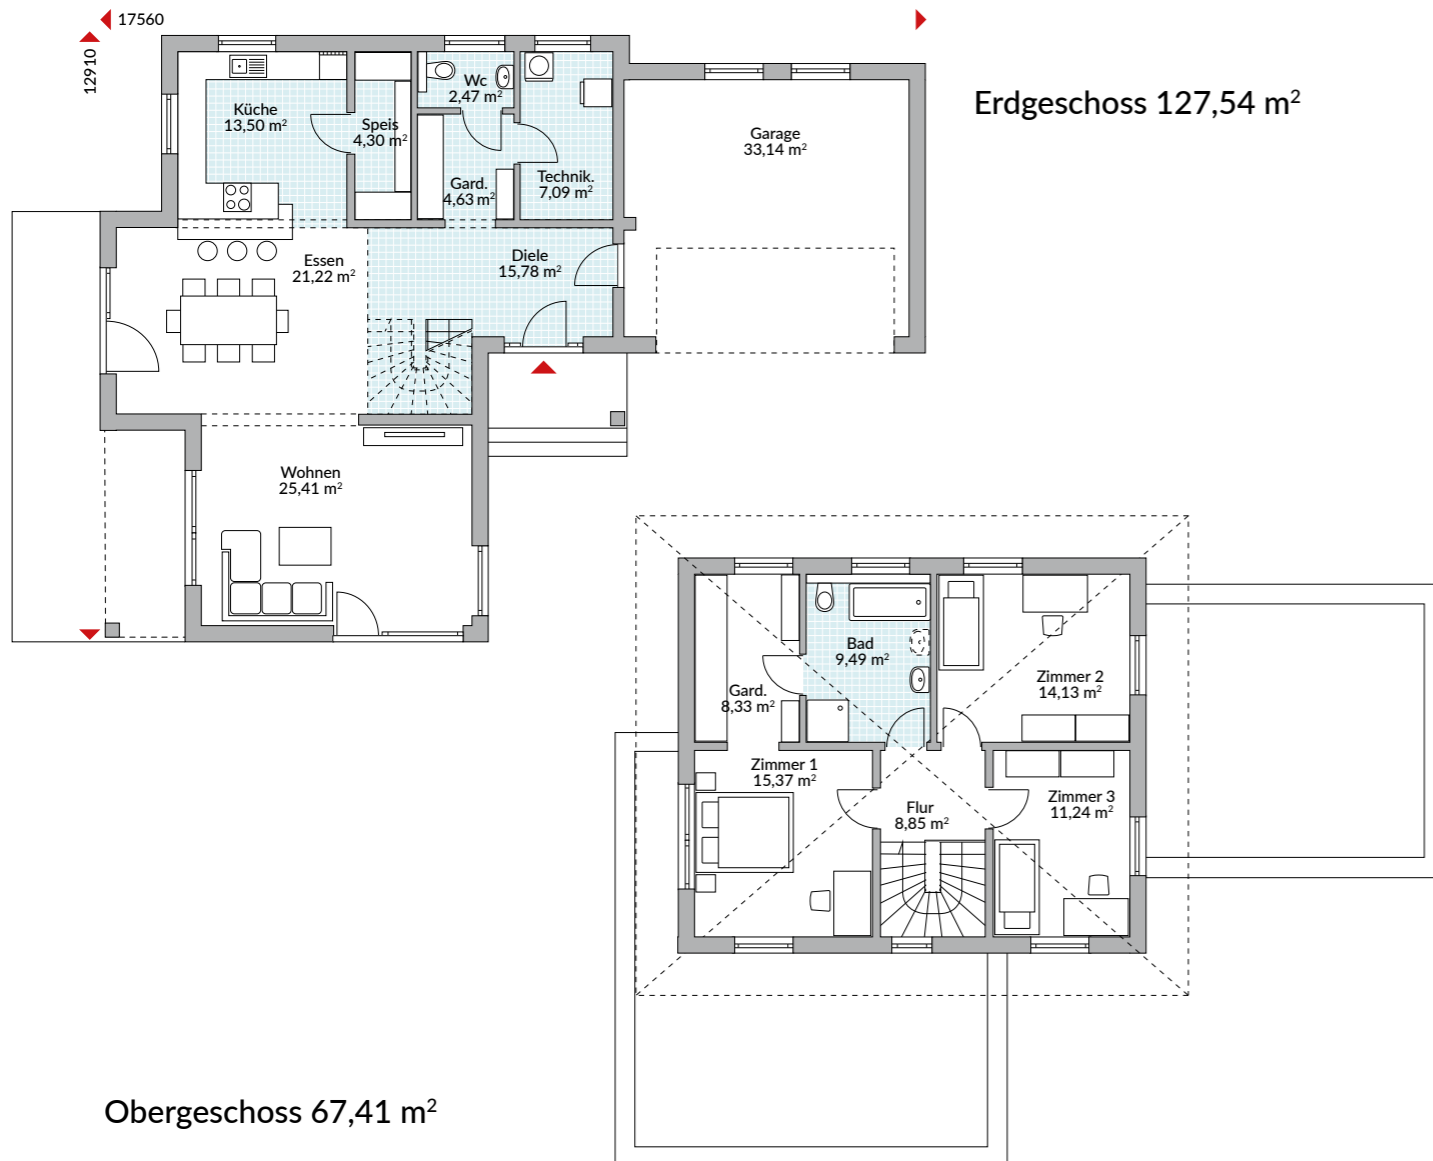 17560
12910
Erdgeschoss 127,54 m²
Küche
13,50 m²
Speis
4,30 m²
Wc
2,47 m²
Gard.
4,63 m²
Technik.
7,09 m²
Garage
33,14 m²
Essen
21,22 m²
Diele
15,78 m²
Wohnen
25,41 m²
Bad
9,49 m²
Gard.
8,33 m²
Zimmer 2
14,13 m²
Zimmer 1
15,37 m²
Flur
8,85 m²
Zimmer 3
11,24 m²
Obergeschoss 67,41 m²